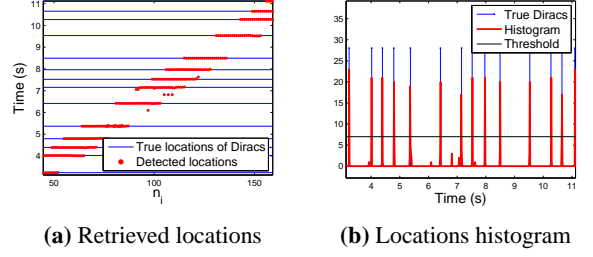 11
10
9
8
7
6
5
4
Time (s)
True locations of Diracs
Detected locations
50 100 150
n_i
(a) Retrieved locations
35
30
25
20
15
10
5
0
True Diracs
Histogram
Threshold
4 5 6 7 8 9 10 11
Time (s)
(b) Locations histogram